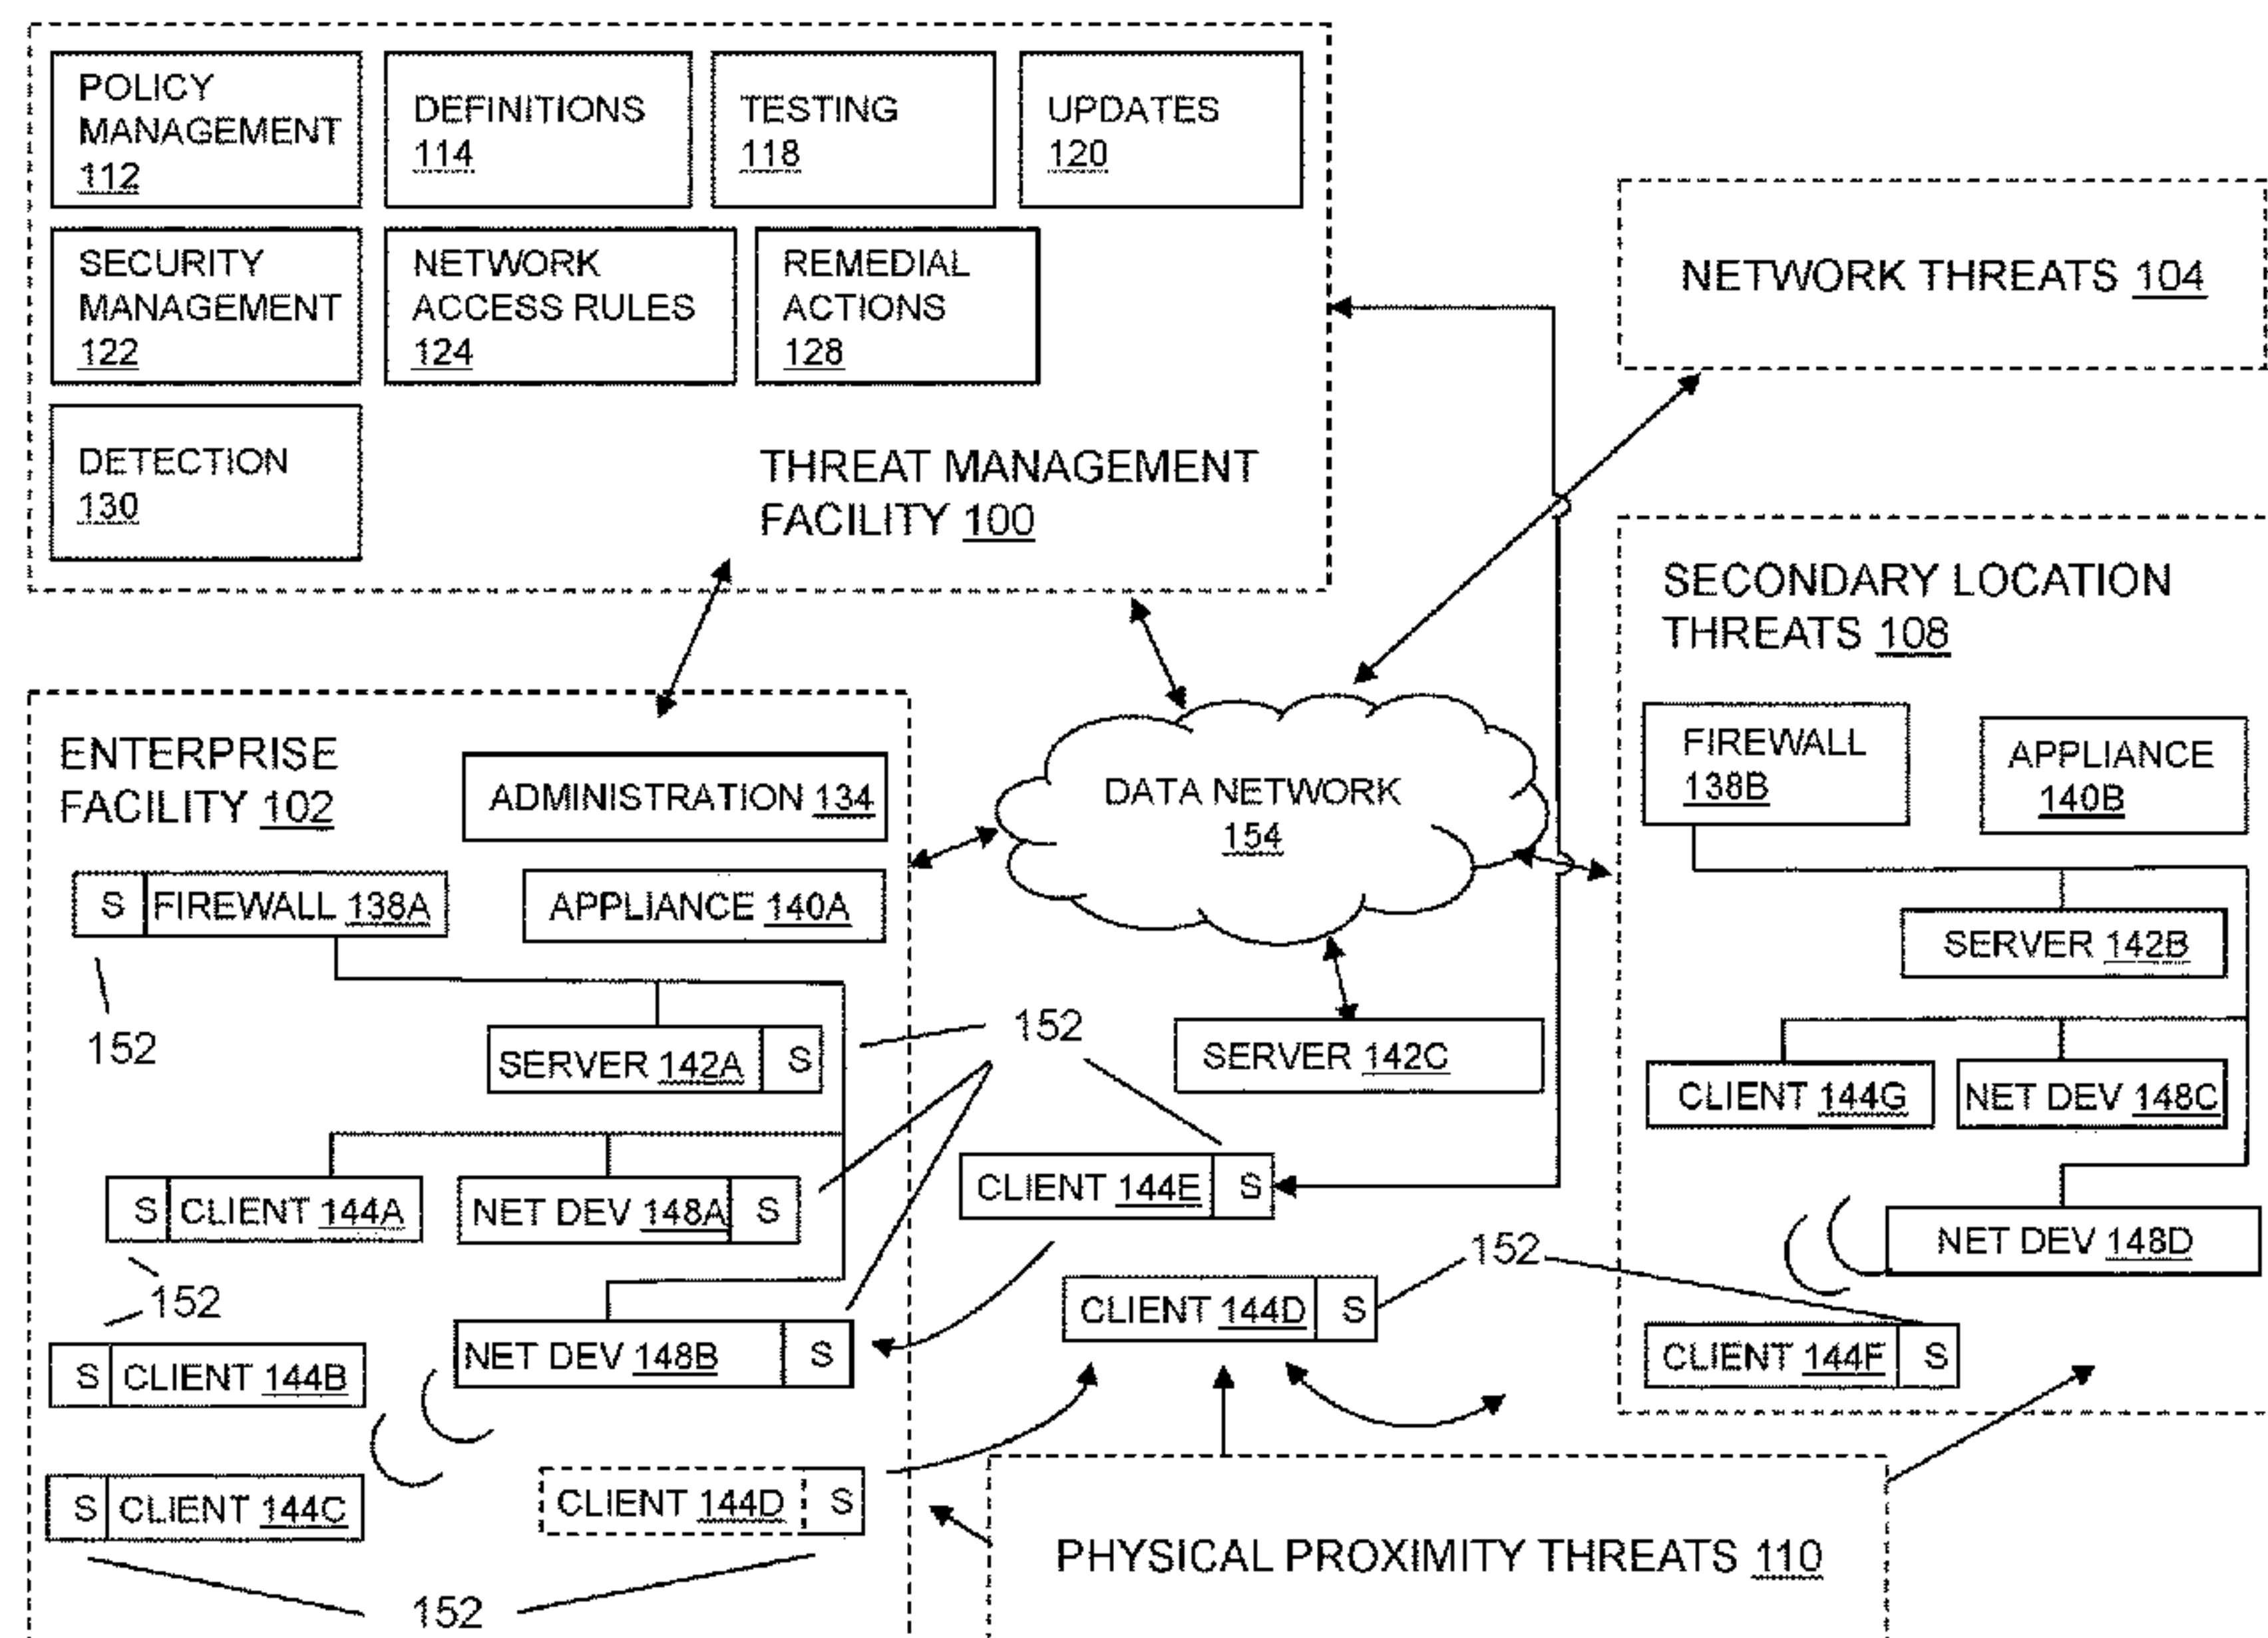 POLICY
MANAGEMENT
112
DEFINITIONS
114
TESTING
118
UPDATES
120
SECURITY
MANAGEMENT
122
NETWORK
ACCESS RULES
124
REMEDIAL
ACTIONS
128
DETECTION
130
THREAT MANAGEMENT
FACILITY 100
NETWORK THREATS 104
SECONDARY LOCATION
THREATS 108
FIREWALL
138B
APPLIANCE
140B
SERVER 142B
CLIENT 144G
NET DEV 148C
NET DEV 148D
CLIENT 144F S
ENTERPRISE
FACILITY 102
ADMINISTRATION 134
S FIREWALL 138A
APPLIANCE 140A
152
SERVER 142A S
S CLIENT 144A
NET DEV 148A S
152
S CLIENT 144B
NET DEV 148B S
S CLIENT 144C
CLIENT 144D S
152
DATA NETWORK
154
152
SERVER 142C
CLIENT 144E S
152
CLIENT 144D S
PHYSICAL PROXIMITY THREATS 110